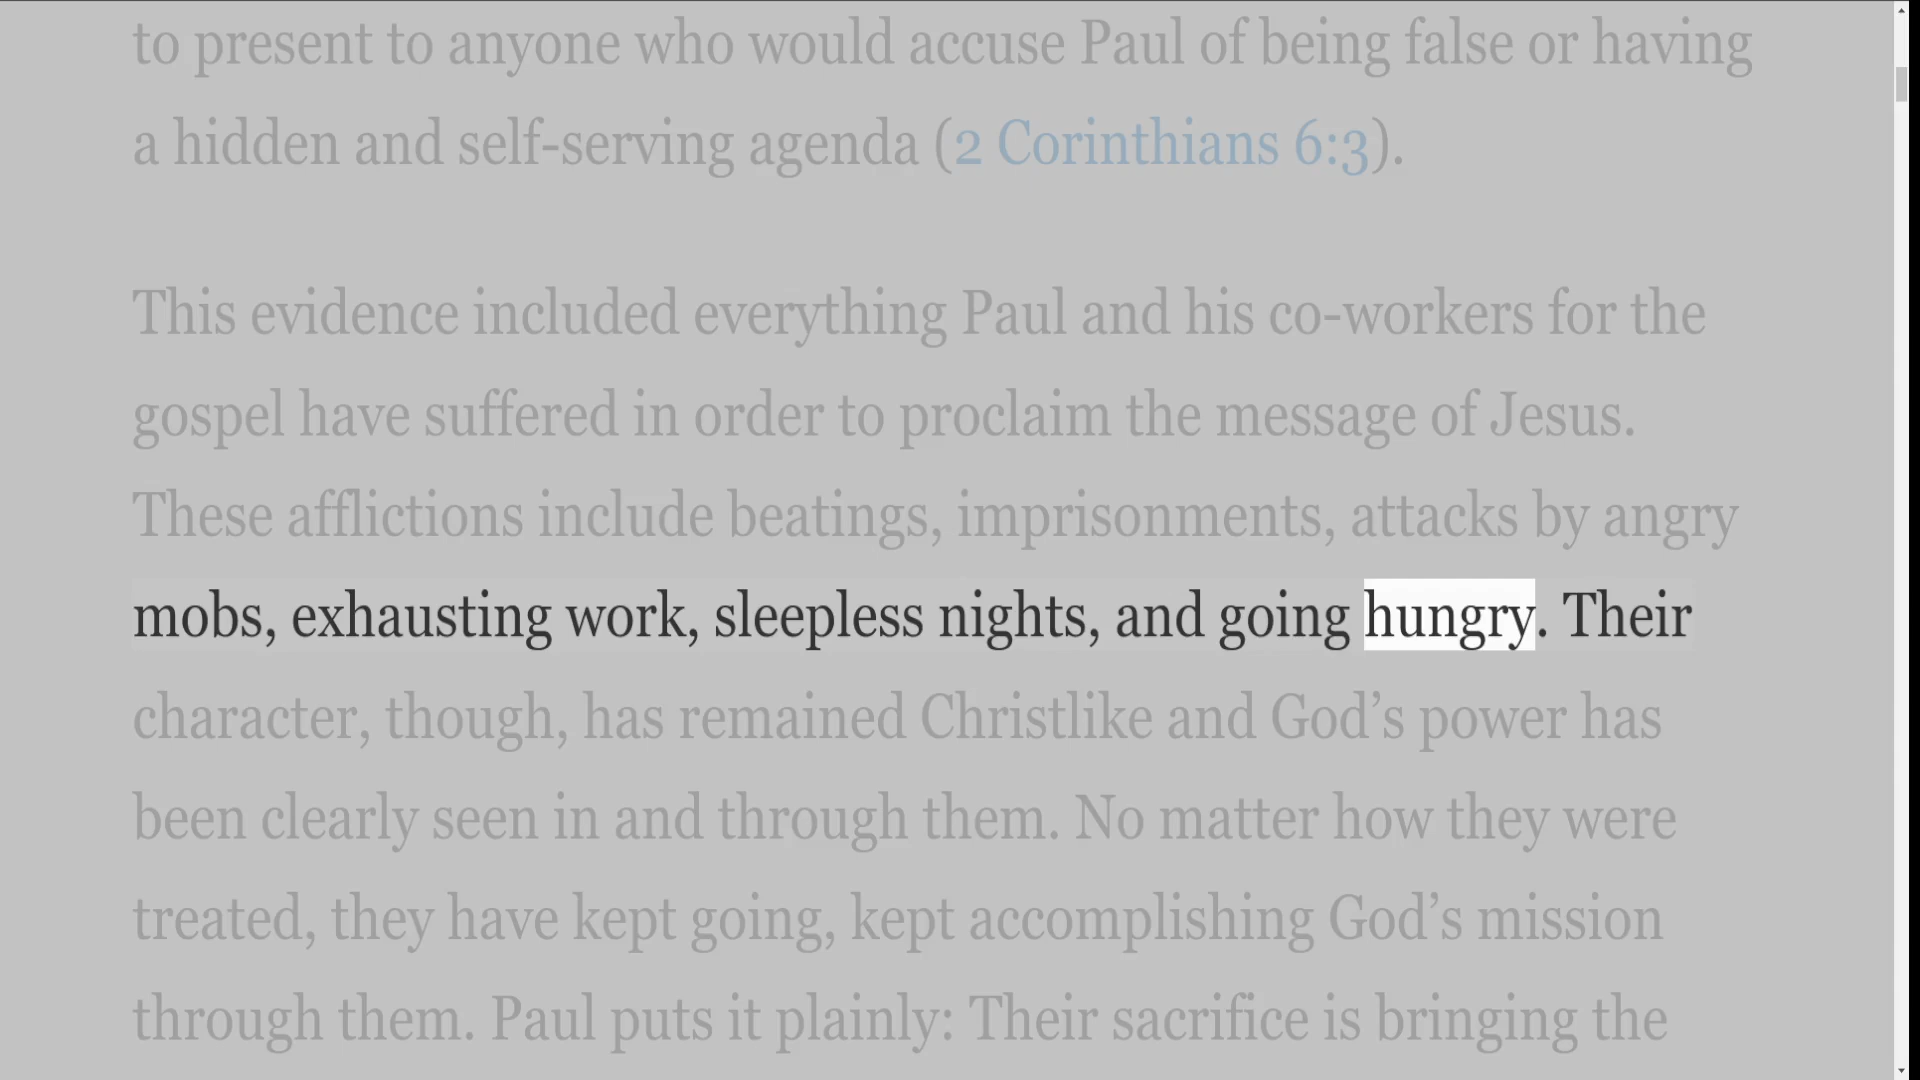 to present to anyone who would accuse Paul of being false or having
a hidden and self-serving agenda (2 Corinthians 6:3).
This evidence included everything Paul and his co-workers for the
gospel have suffered in order to proclaim the message of Jesus.
These afflictions include beatings, imprisonments, attacks by angry
mobs, exhausting work, sleepless nights, and going hungry. Their
character, though, has remained Christlike and God’s power has
been clearly seen in and through them. No matter how they were
treated, they have kept going, kept accomplishing God’s mission
through them. Paul puts it plainly: Their sacrifice is bringing the